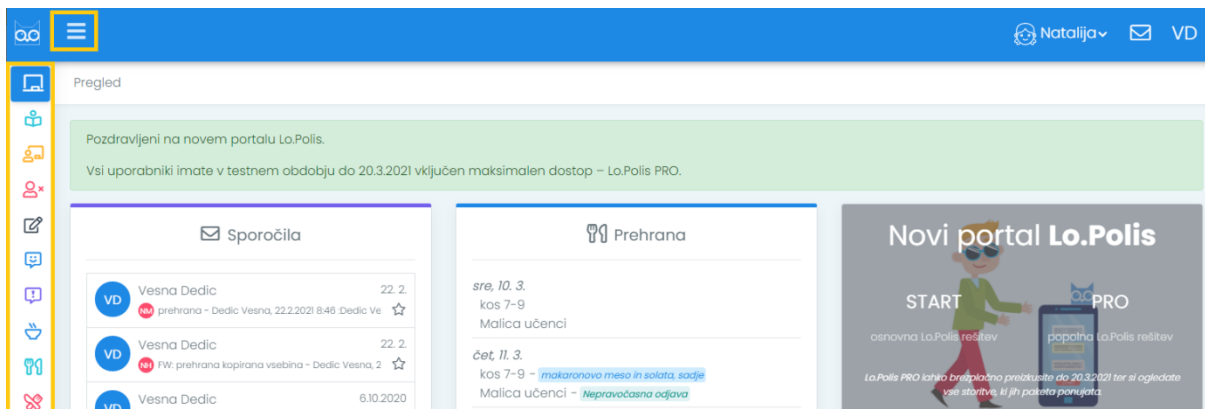 Natalija
VD
Pregled
Pozdravljeni na novem portalu Lo.Polis.
Vsi uporabniki imate v testnem obdobju do 20.3.2021 vključen maksimalen dostop – Lo.Polis PRO.
Sporočila
VD
Vesna Dedic
22. 2.
NM prehrana - Dedic Vesna, 22.2.2021 8:46 :Dedic Ve
VD
Vesna Dedic
22. 2.
NH FW: prehrana kopirana vsebina - Dedic Vesna, 2
VD
Vesna Dedic
6.10.2020
Prehrana
sre, 10. 3.
kos 7-9
Malica učenci
čet, 11. 3.
kos 7-9 - makaronovo meso in solata, sadje
Malica učenci - Nepravočasna odjava
Novi portal Lo.Polis
START
PRO
osnovna Lo.Polis rešitev
popolna Lo.Polis rešitev
Lo.Polis PRO lahko brezplačno preizkusite do 20.3.2021 ter si ogledate
vse storitve, ki jih paketa ponujata.